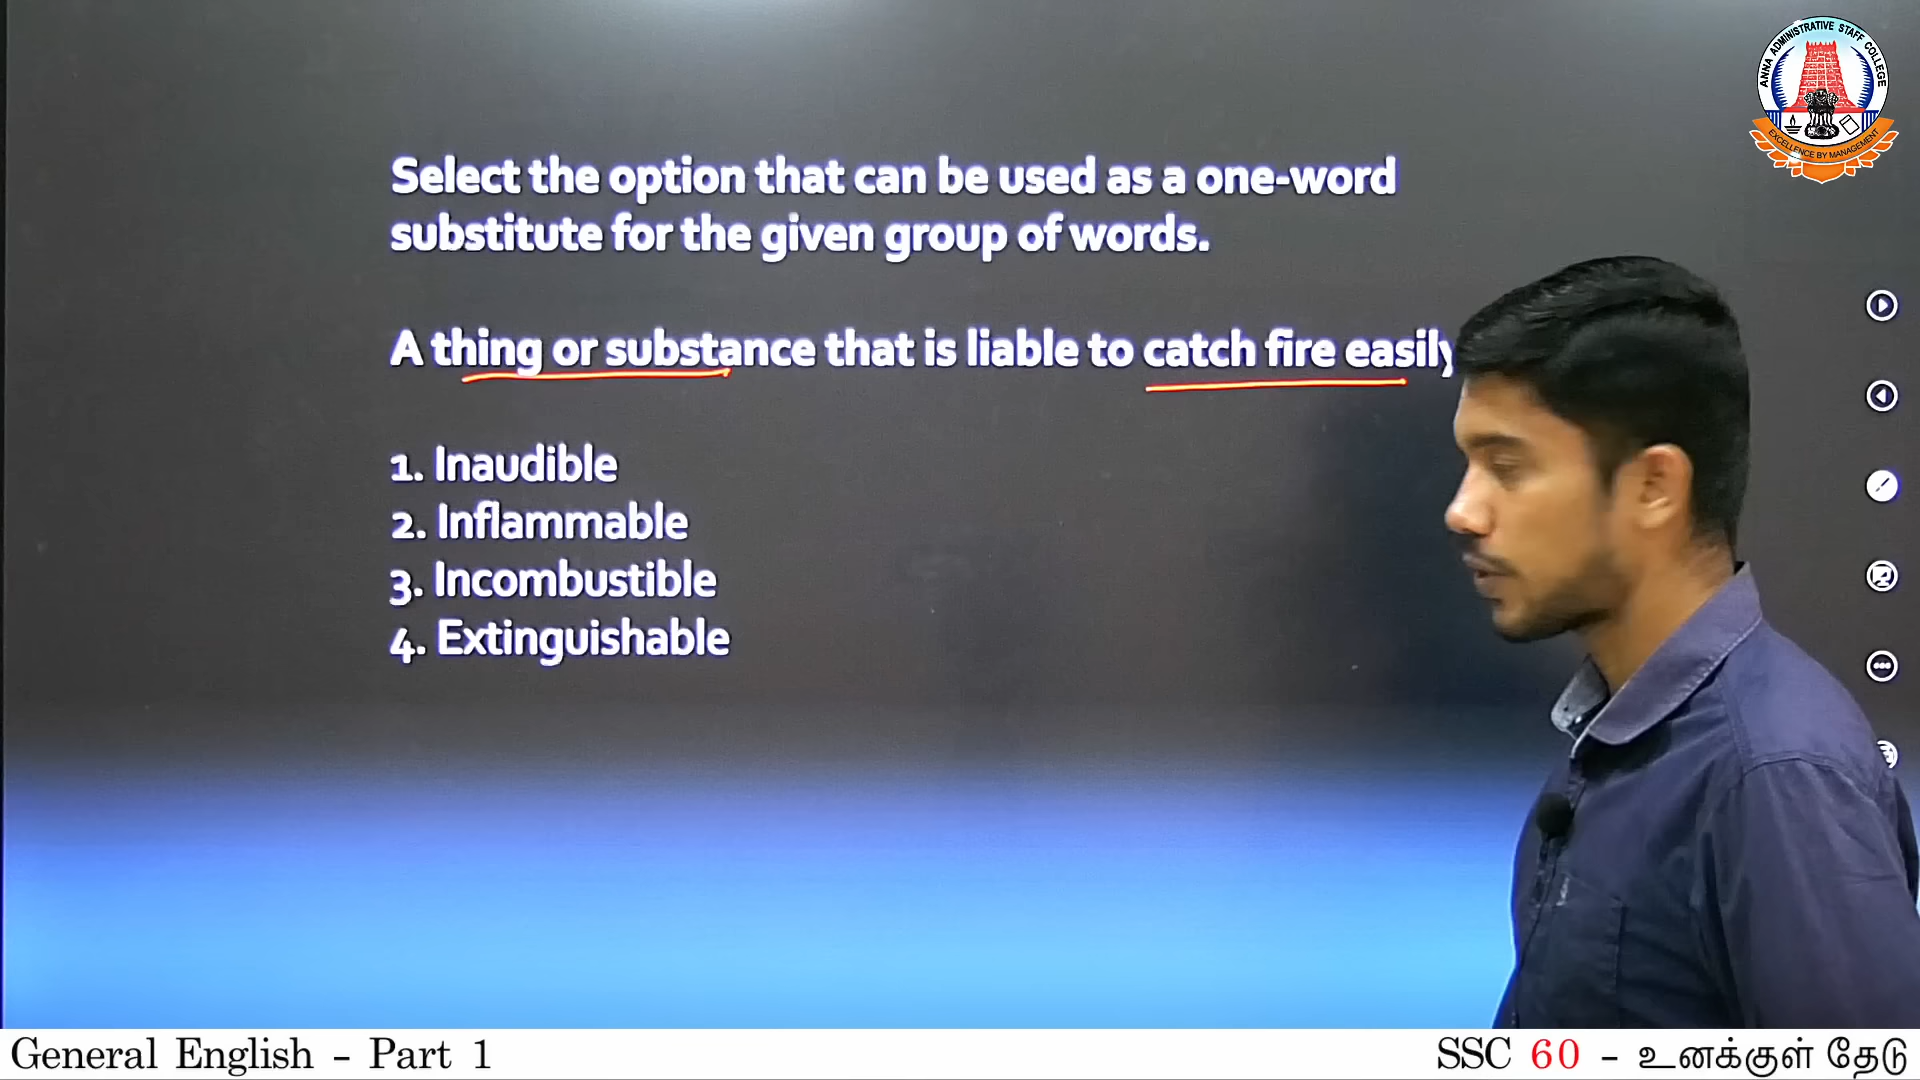 ANNA ADMINISTRATIVE STAFF COLLEGE
EXCELLENCE BY MANAGEMENT
Select the option that can be used as a one-word
substitute for the given group of words.
A thing or substance that is liable to catch fire easily
1. Inaudible
2. Inflammable
3. Incombustible
4. Extinguishable
General English - Part 1
SSC 60 - உனக்குள் தேடு